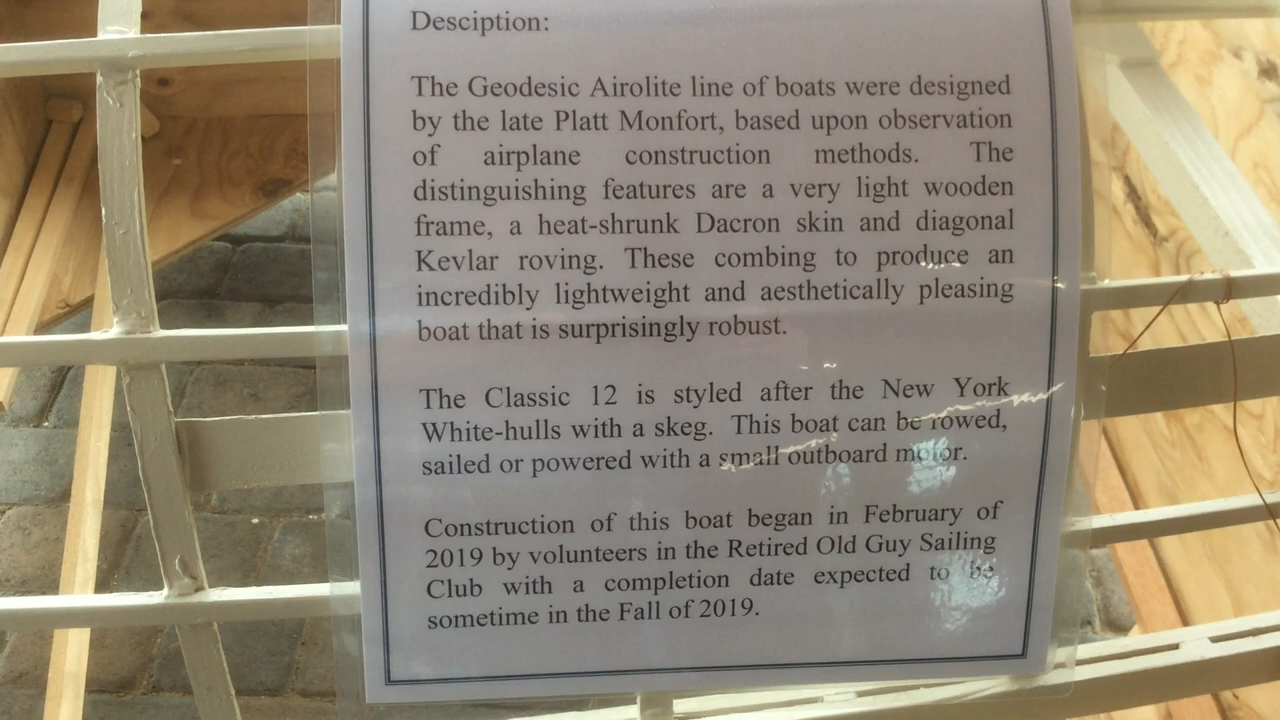 Desciption:
The Geodesic Airolite line of boats were designed
by the late Platt Monfort, based upon observation
of airplane construction methods. The
distinguishing features are a very light wooden
frame, a heat-shrunk Dacron skin and diagonal
Kevlar roving. These combing to produce an
incredibly lightweight and aesthetically pleasing
boat that is surprisingly robust.
The Classic 12 is styled after the New York
White-hulls with a skeg. This boat can be rowed,
sailed or powered with a small outboard motor.
Construction of this boat began in February of
2019 by volunteers in the Retired Old Guy Sailing
Club with a completion date expected to be
sometime in the Fall of 2019.